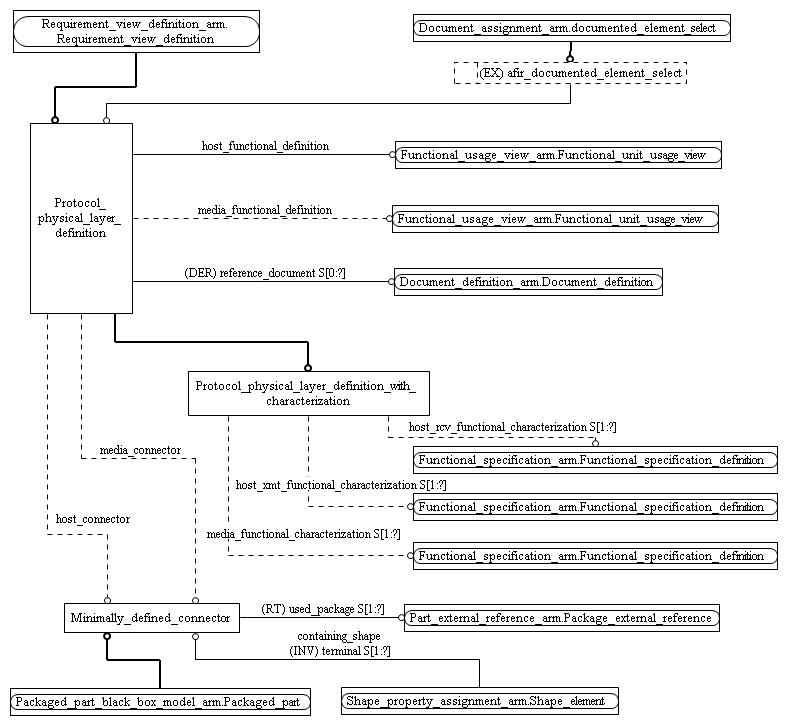 Requirement_view_definition_arm.
Requirement_view_definition
Document_assignment_arm.documented_element_select
(EX) afir_documented_element_select
host_functional_definition
Functional_usage_view_arm.Functional_unit_usage_view
Protocol_
physical_layer_
definition
media_functional_definition
Functional_usage_view_arm.Functional_unit_usage_view
(DER) reference_document S[0:?]
Document_definition_arm.Document_definition
Protocol_physical_layer_definition_with_
characterization
host_rcv_functional_characterization S[1:?]
media_connector
Functional_specification_arm.Functional_specification_definition
host_xmt_functional_characterization S[1:?]
Functional_specification_arm.Functional_specification_definition
host_connector
media_functional_characterization S[1:?]
Functional_specification_arm.Functional_specification_definition
Minimally_defined_connector
(RT) used_package S[1:?]
Part_external_reference_arm.Package_external_reference
containing_shape
(INV) terminal S[1:?]
Packaged_part_black_box_model_arm.Packaged_part
Shape_property_assignment_arm.Shape_element